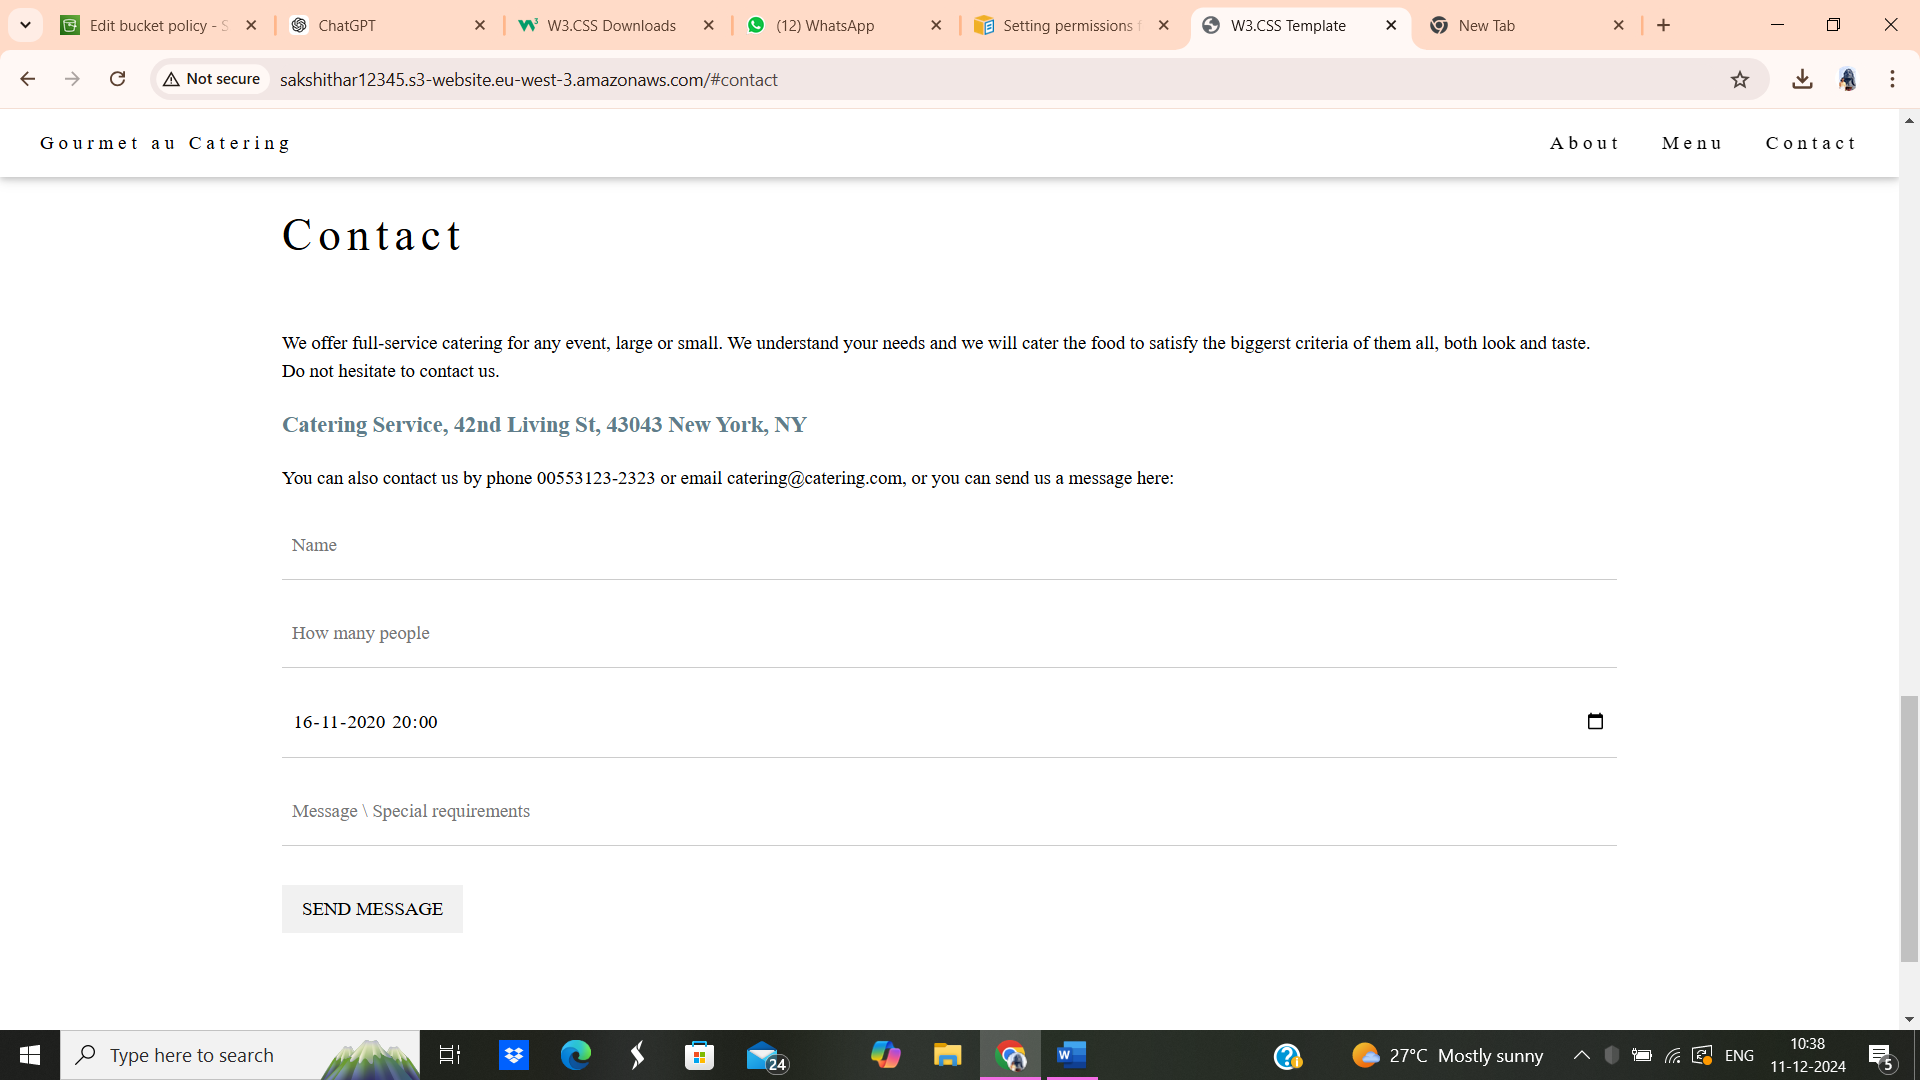 Edit bucket policy - S
ChatGPT
W3.CSS Downloads
(12) WhatsApp
Setting permissions f
W3.CSS Template
New Tab
Not secure
sakshithar12345.s3-website.eu-west-3.amazonaws.com/#contact
Gourmet au Catering
About
Menu
Contact
Contact
We offer full-service catering for any event, large or small. We understand your needs and we will cater the food to satisfy the biggerst criteria of them all, both look and taste.
Do not hesitate to contact us.
Catering Service, 42nd Living St, 43043 New York, NY
You can also contact us by phone 00553123-2323 or email catering@catering.com, or you can send us a message here:
Name
How many people
16-11-2020 20:00
Message \ Special requirements
SEND MESSAGE
Type here to search
24
27°C Mostly sunny
ENG
10:38
11-12-2024
5